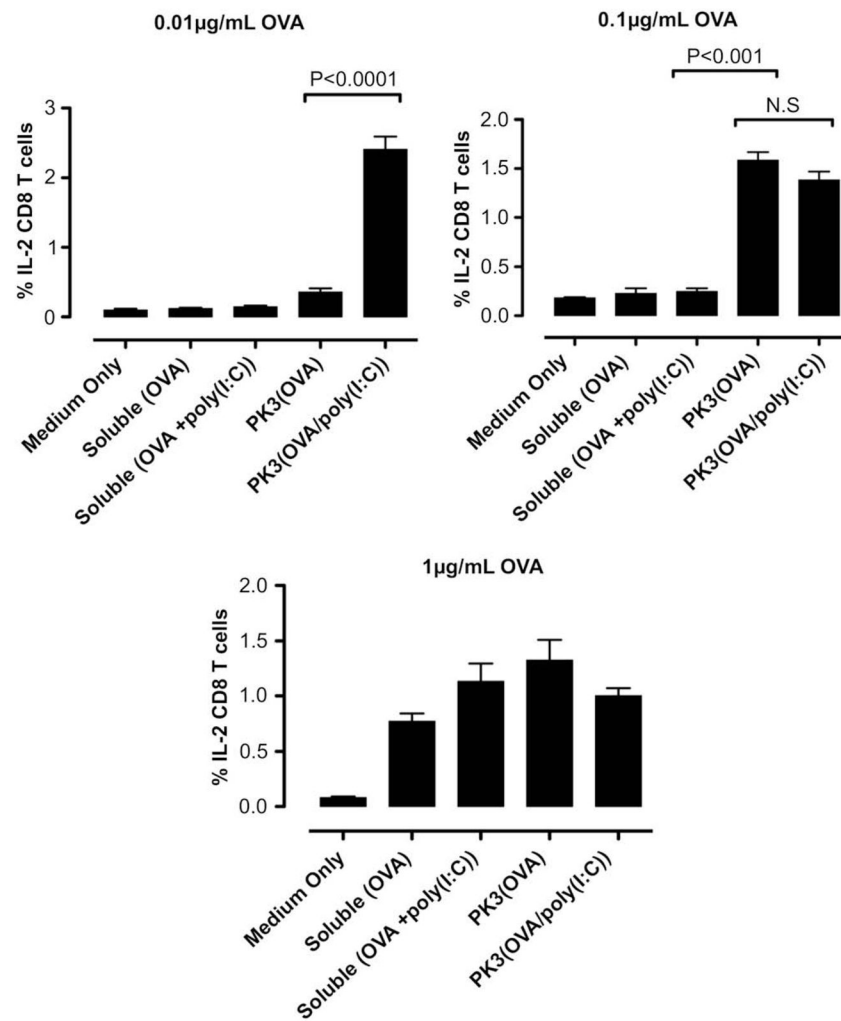 0.01µg/mL OVA
P<0.0001
% IL-2 CD8 T cells
3
2
1
0
Medium Only
Soluble (OVA)
Soluble (OVA +poly(I:C))
PK3(OVA)
PK3(OVA/poly(I:C))
0.1µg/mL OVA
P<0.001
N.S
% IL-2 CD8 T cells
2.0
1.5
1.0
0.5
0.0
Medium Only
Soluble (OVA)
Soluble (OVA +poly(I:C))
PK3(OVA)
PK3(OVA/poly(I:C))
1µg/mL OVA
% IL-2 CD8 T cells
2.0
1.5
1.0
0.5
0.0
Medium Only
Soluble (OVA)
Soluble (OVA +poly(I:C))
PK3(OVA)
PK3(OVA/poly(I:C))